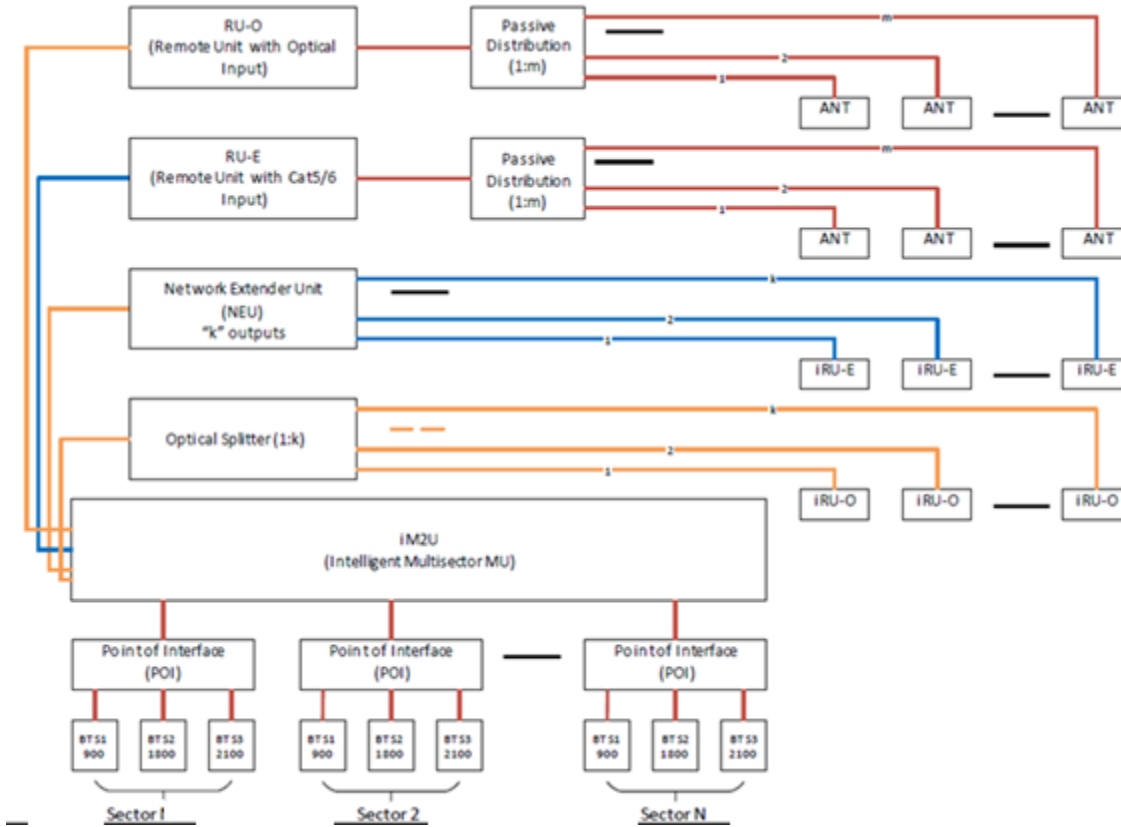 RU-O
(Remote Unit with Optical
Input)
Passive
Distribution
(1:m)
m
2
1
ANT
ANT
ANT
RU-E
(Remote Unit with Cat5/6
Input)
Passive
Distribution
(1:m)
m
2
1
ANT
ANT
ANT
Network Extender Unit
(NEU)
"k" outputs
k
2
1
iRU-E
iRU-E
iRU-E
Optical Splitter (1:k)
k
2
1
iRU-O
iRU-O
iRU-O
iM2U
(Intelligent Multisector MU)
Point of Interface
(POI)
Point of Interface
(POI)
Point of Interface
(POI)
BTS1
900
BTS2
1800
BTS3
2100
BTS1
900
BTS2
1800
BTS3
2100
BTS1
900
BTS2
1800
BTS3
2100
Sector 1
Sector 2
Sector N